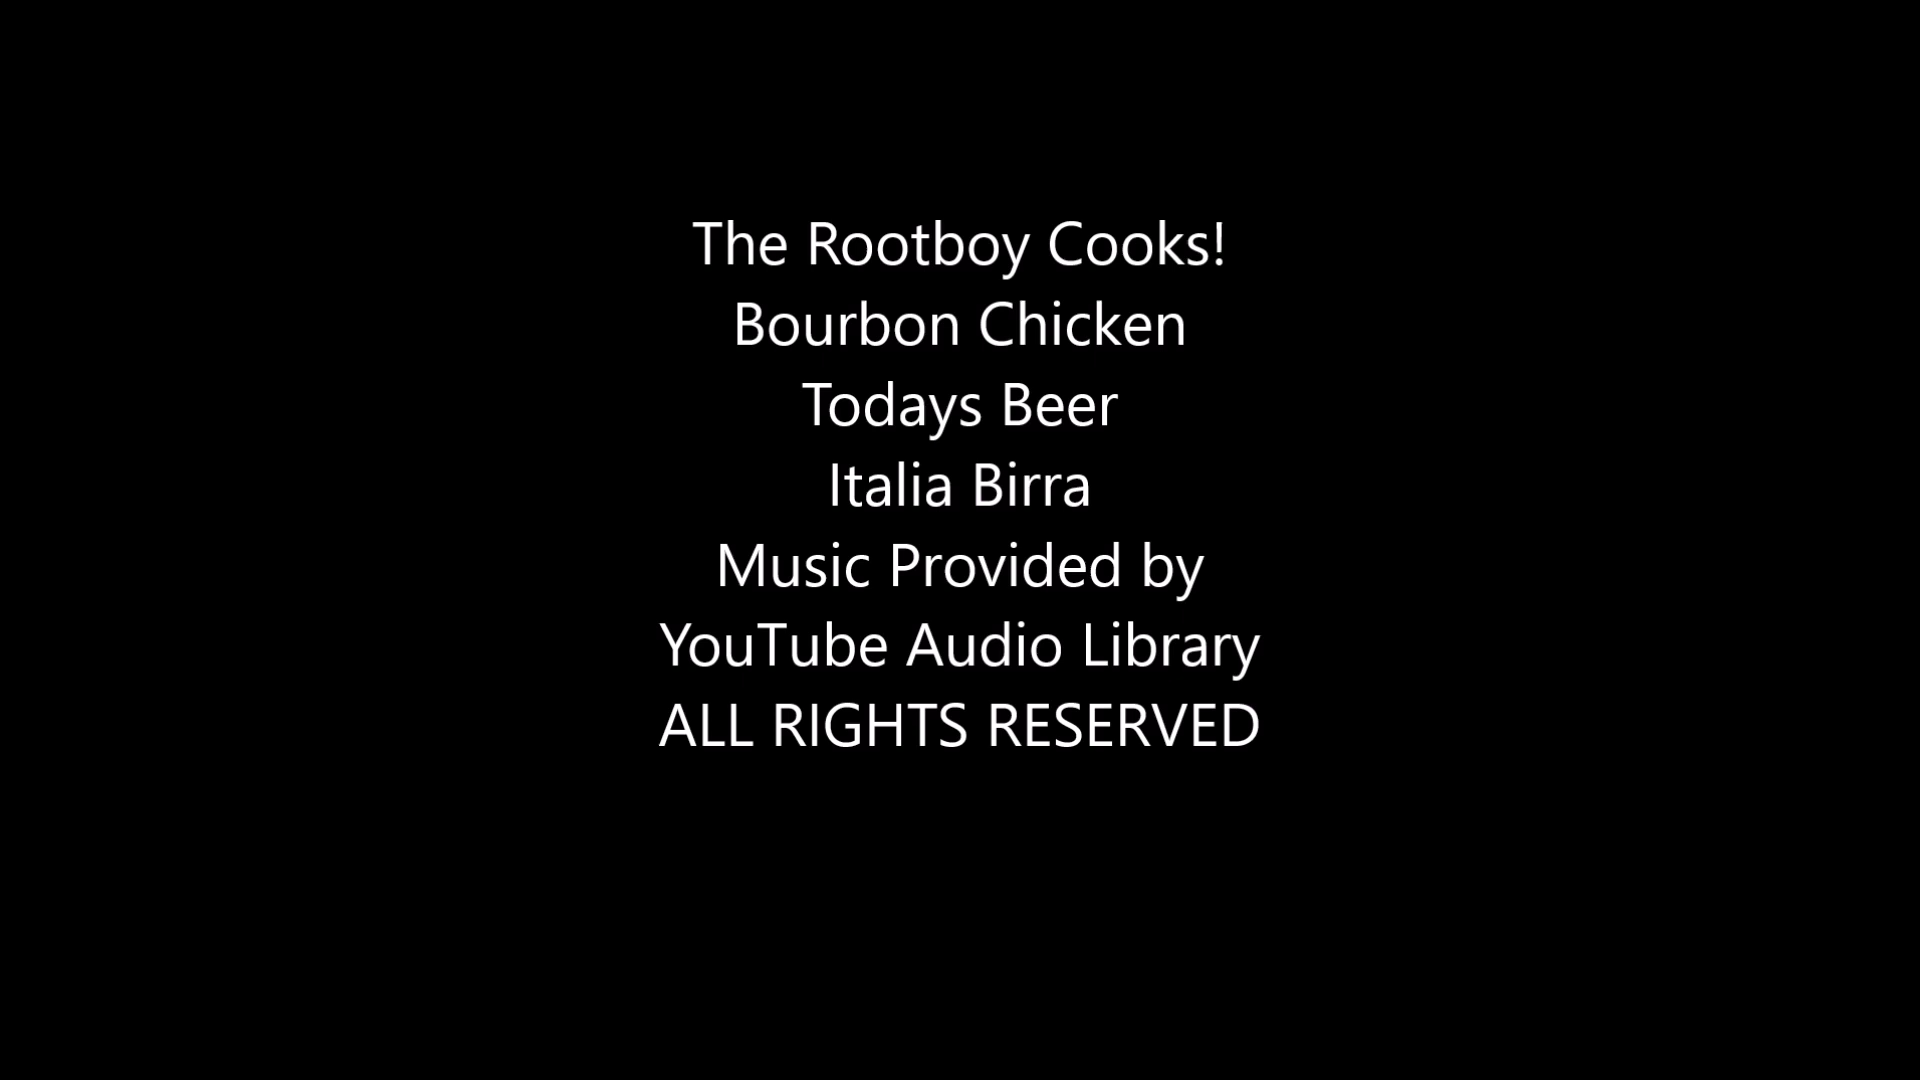 The Rootboy Cooks!
Bourbon Chicken
Todays Beer
Italia Birra
Music Provided by
YouTube Audio Library
ALL RIGHTS RESERVED